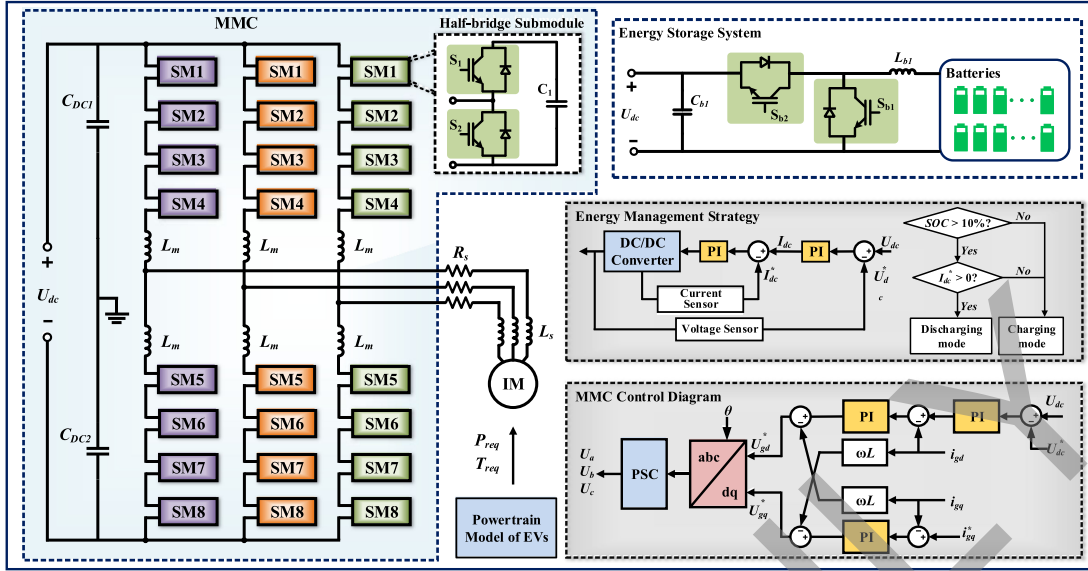 MMC
Half-bridge Submodule
S1
S2
C1
CDC1
CDC2
Udc
+
−
SM1 SM1 SM1
SM2 SM2 SM2
SM3 SM3 SM3
SM4 SM4 SM4
Lm Lm Lm
Lm Lm Lm
SM5 SM5 SM5
SM6 SM6 SM6
SM7 SM7 SM7
SM8 SM8 SM8
Rs
Ls
IM
Preq
Treq
Powertrain
Model of EVs
Energy Storage System
+
Udc
−
Cb1
Sb2
Sb1
Lb1
Batteries
Energy Management Strategy
DC/DC
Converter
PI
Idc
PI
Udc
I*dc
U*d
c
Current
Sensor
Voltage Sensor
SOC > 10%?
No
Yes
I*dc > 0?
No
Yes
Discharging
mode
Charging
mode
MMC Control Diagram
θ
Ua
Ub
Uc
PSC
abc
dq
U*gd
U*gq
PI
PI
Udc
U*dc
ωL
igd
ωL
igq
PI
i*gq